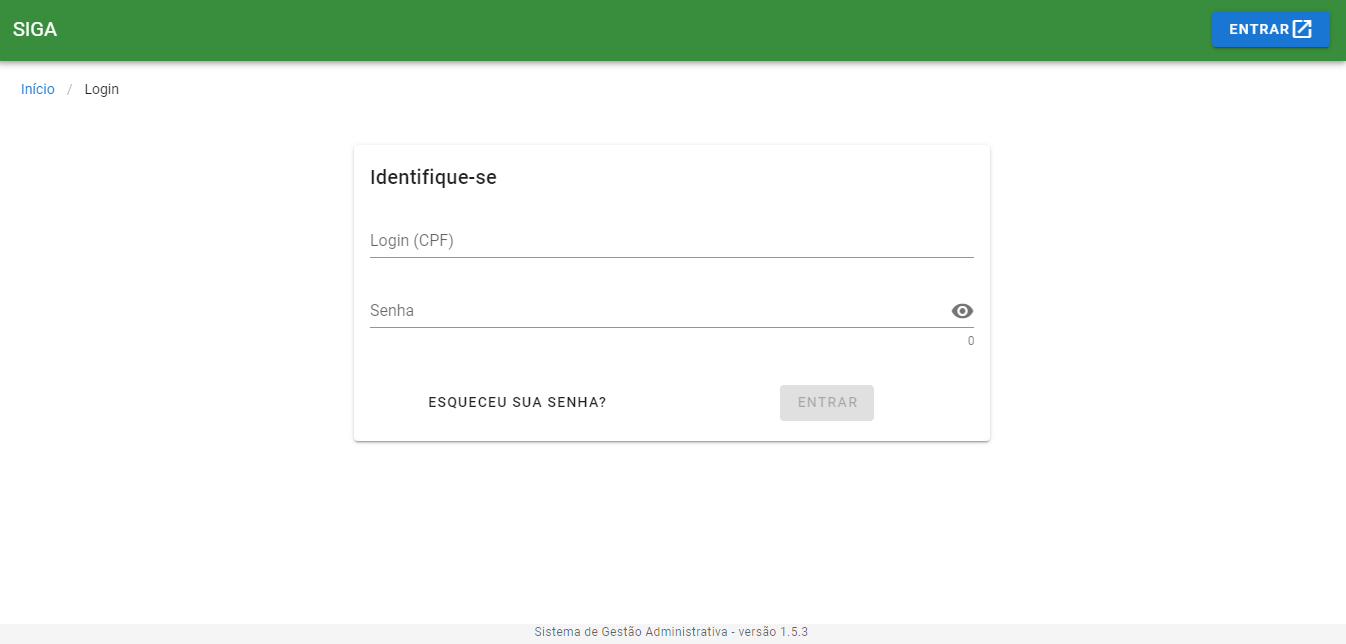 SIGA
ENTRAR
Início / Login
Identifique-se
Login (CPF)
Senha
0
ESQUECEU SUA SENHA?
ENTRAR
Sistema de Gestão Administrativa - versão 1.5.3